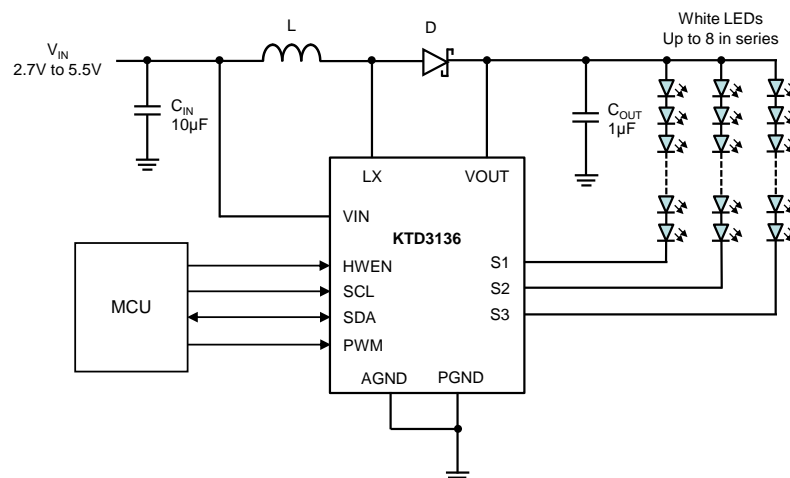 White LEDs
Up to 8 in series
L
D
VIN
2.7V to 5.5V
CIN
10µF
COUT
1µF
LX
VOUT
VIN
KTD3136
HWEN
SCL
SDA
PWM
S1
S2
S3
MCU
AGND
PGND